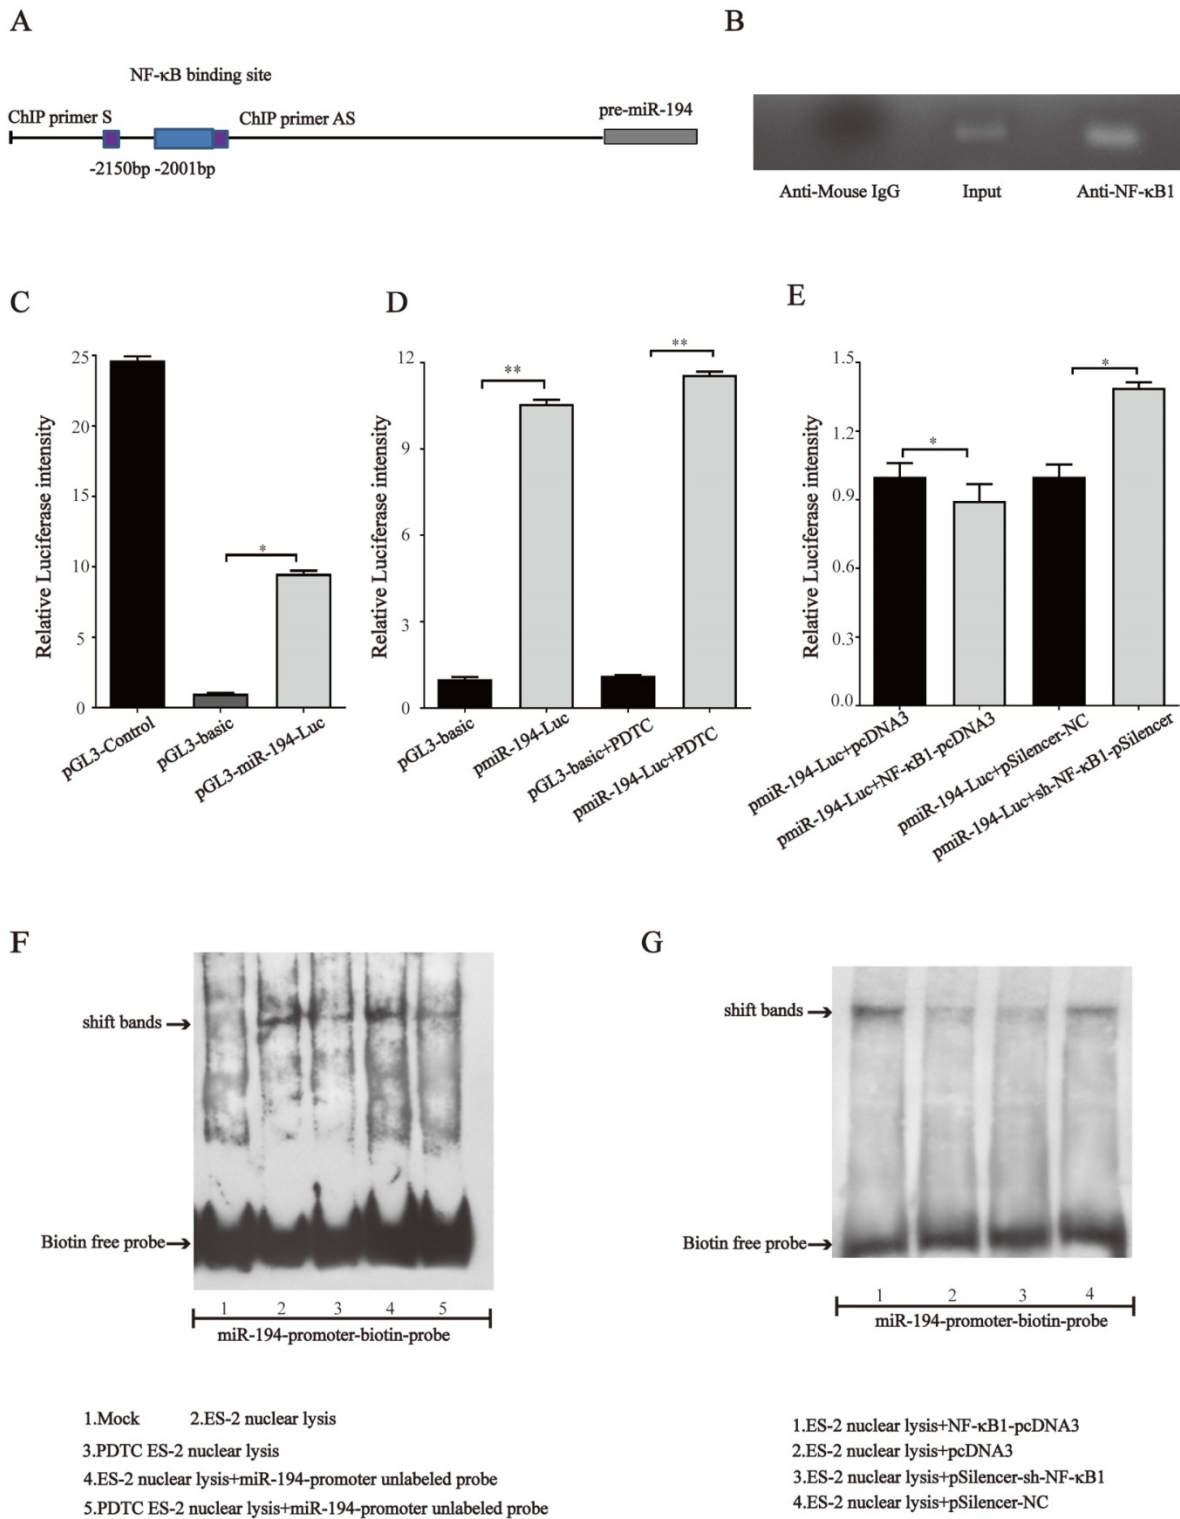 A
NF-κB binding site
ChIP primer S
ChIP primer AS
pre-miR-194
-2150bp -2001bp
B
Anti-Mouse IgG
Input
Anti-NF-κB1
C
Relative Luciferase intensity
25
20
15
10
5
0
*
pGL3-Control
pGL3-basic
pGL3-miR-194-Luc
D
Relative Luciferase intensity
12
9
6
3
0
**
**
pGL3-basic
pmiR-194-Luc
pGL3-basic+PDTC
pmiR-194-Luc+PDTC
E
Relative Luciferase intensity
1.5
1.2
0.9
0.6
0.3
0.0
*
*
pmiR-194-Luc+pcDNA3
pmiR-194-Luc+NF-κB1-pcDNA3
pmiR-194-Luc+pSilencer-NC
pmiR-194-Luc+sh-NF-κB1-pSilencer
F
shift bands
Biotin free probe
1 2 3 4 5
miR-194-promoter-biotin-probe
1.Mock 2.ES-2 nuclear lysis
3.PDTC ES-2 nuclear lysis
4.ES-2 nuclear lysis+miR-194-promoter unlabeled probe
5.PDTC ES-2 nuclear lysis+miR-194-promoter unlabeled probe
G
shift bands
Biotin free probe
1 2 3 4
miR-194-promoter-biotin-probe
1.ES-2 nuclear lysis+NF-κB1-pcDNA3
2.ES-2 nuclear lysis+pcDNA3
3.ES-2 nuclear lysis+pSilencer-sh-NF-κB1
4.ES-2 nuclear lysis+pSilencer-NC